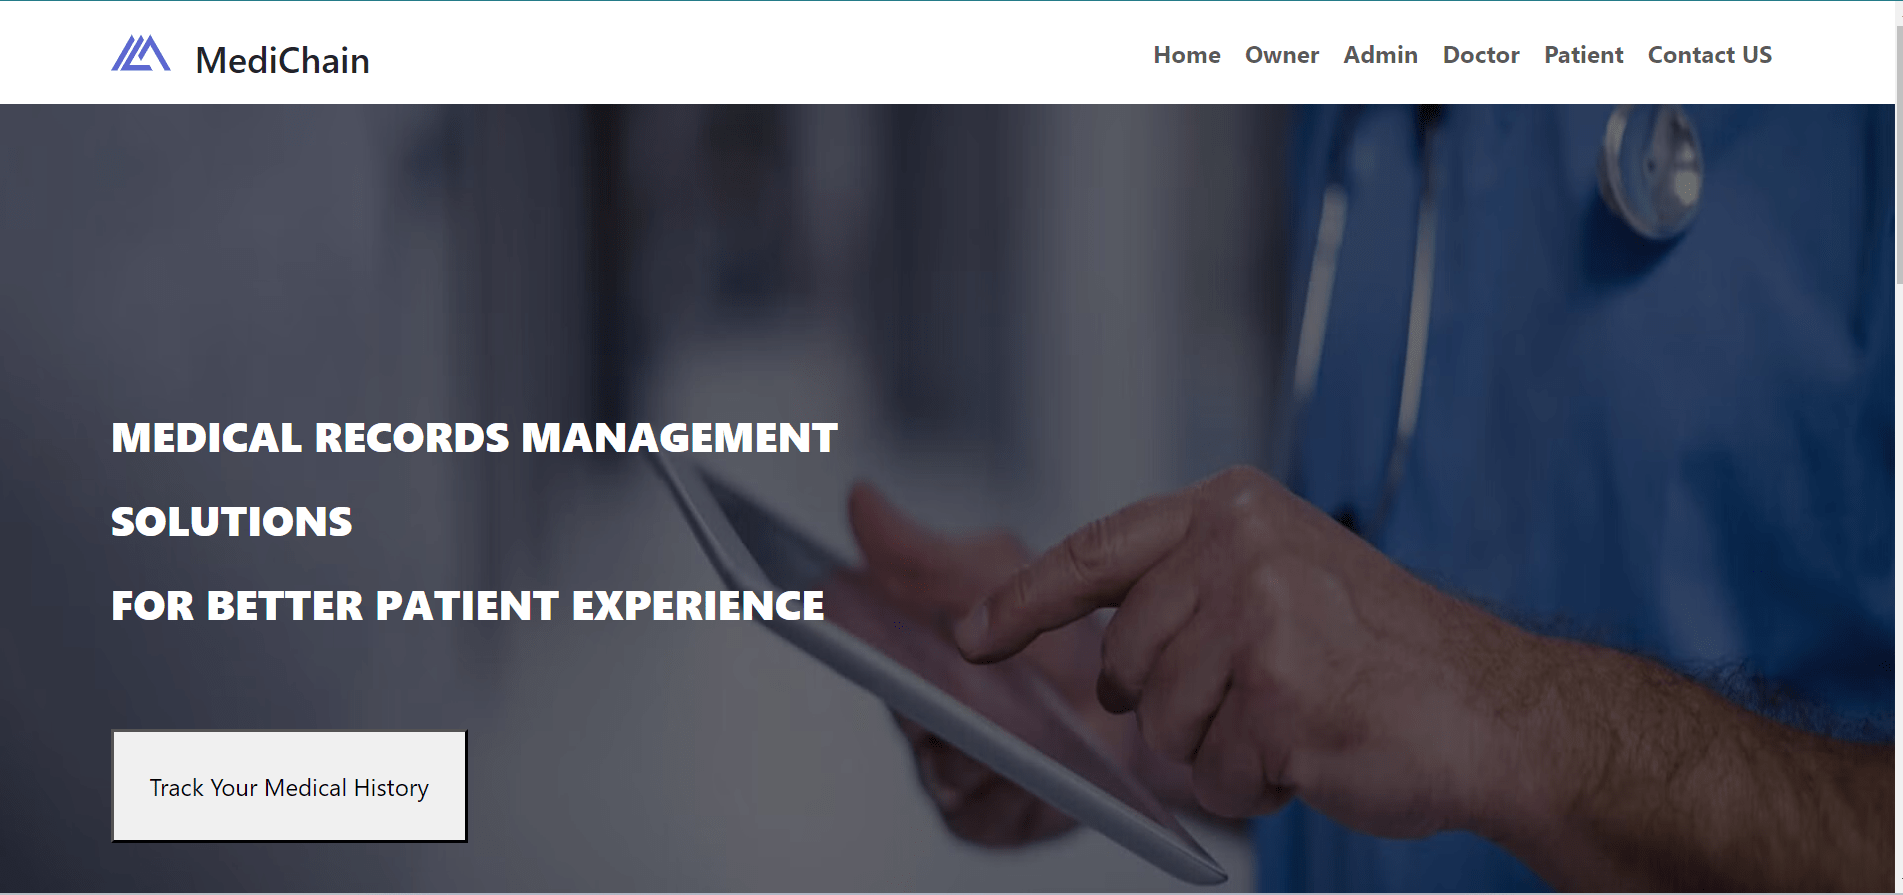 MediChain
Home Owner Admin Doctor Patient Contact US
MEDICAL RECORDS MANAGEMENT
SOLUTIONS
FOR BETTER PATIENT EXPERIENCE
Track Your Medical History